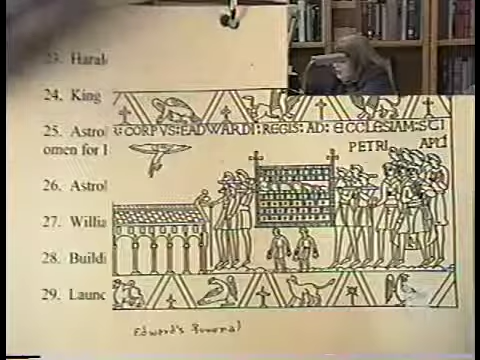 23. Haral
24. King
25. Astro
omen for
26. Astrol
27. Willia
28. Buildi
29. Launc
: CORPVS: EADWARDI: REGIS: AD: ECCLESIAM: SCI
PETRI APLI
Edward's Funeral